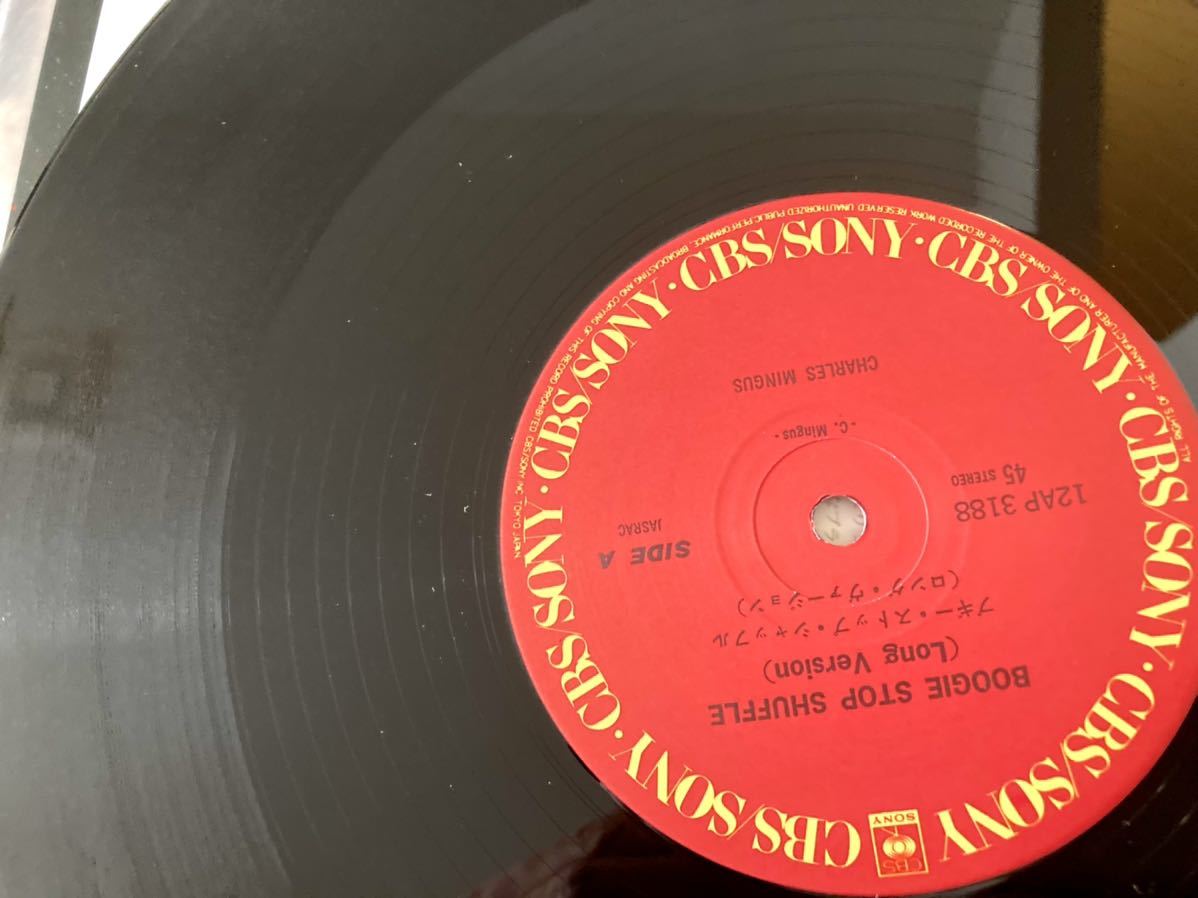 CBS
SONY
CBS/SONY · CBS/SONY · CBS/SONY · CBS/SONY · CBS/SONY · CBS/SONY · CBS/SONY · CBS/SONY
BOOGIE STOP SHUFFLE
(Long Version)
ブギー・ストップ・シャッフル
(ロング・ヴァージョン)
12AP 3188
45 STEREO
SIDE A
JASRAC
- C. Mingus -
CHARLES MINGUS
ALL RIGHTS OF THE MANUFACTURER AND OF THE OWNER OF THE RECORDED WORK RESERVED UNAUTHORIZED PUBLIC PERFORMANCE, BROADCASTING AND COPYING OF THIS RECORD PROHIBITED CBS/SONY INC. TOKYO JAPAN